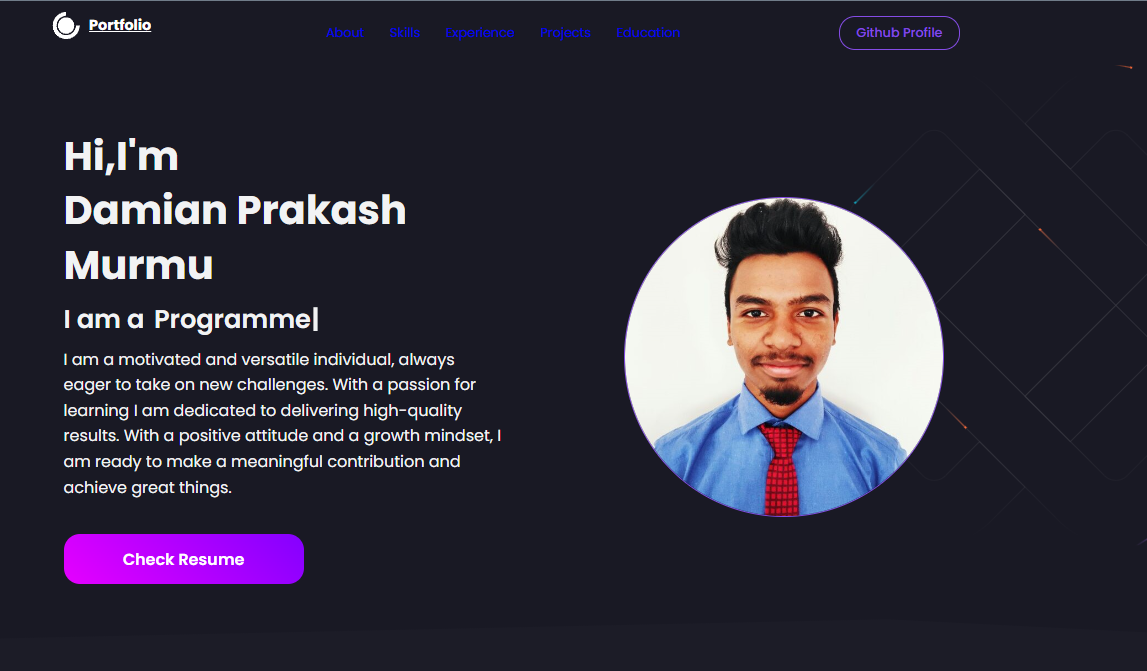 Portfolio
About Skills Experience Projects Education
Github Profile
Hi,I'm
Damian Prakash
Murmu
I am a Programme|
I am a motivated and versatile individual, always
eager to take on new challenges. With a passion for
learning I am dedicated to delivering high-quality
results. With a positive attitude and a growth mindset, I
am ready to make a meaningful contribution and
achieve great things.
Check Resume